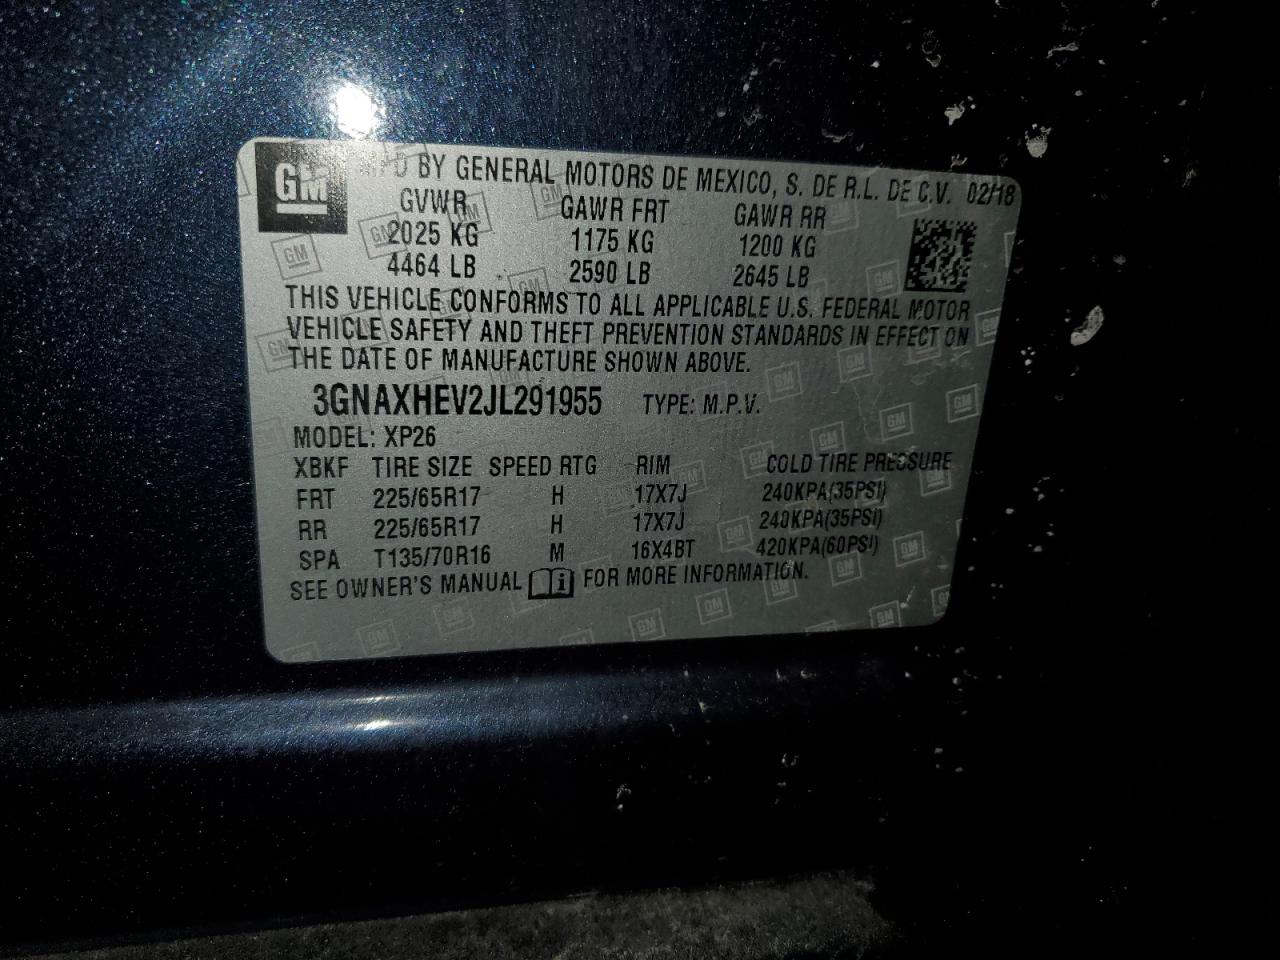 GM MFD BY GENERAL MOTORS DE MEXICO, S. DE R.L. DE C.V. 02/18
GVWR GAWR FRT GAWR RR
2025 KG 1175 KG 1200 KG
4464 LB 2590 LB 2645 LB
THIS VEHICLE CONFORMS TO ALL APPLICABLE U.S. FEDERAL MOTOR
VEHICLE SAFETY AND THEFT PREVENTION STANDARDS IN EFFECT ON
THE DATE OF MANUFACTURE SHOWN ABOVE.
3GNAXHEV2JL291955 TYPE: M.P.V.
MODEL: XP26
XBKF TIRE SIZE SPEED RTG RIM COLD TIRE PRESSURE
FRT 225/65R17 H 17X7J 240KPA(35PSI)
RR 225/65R17 H 17X7J 240KPA(35PSI)
SPA T135/70R16 M 16X4BT 420KPA(60PSI)
SEE OWNER'S MANUAL i FOR MORE INFORMATION.